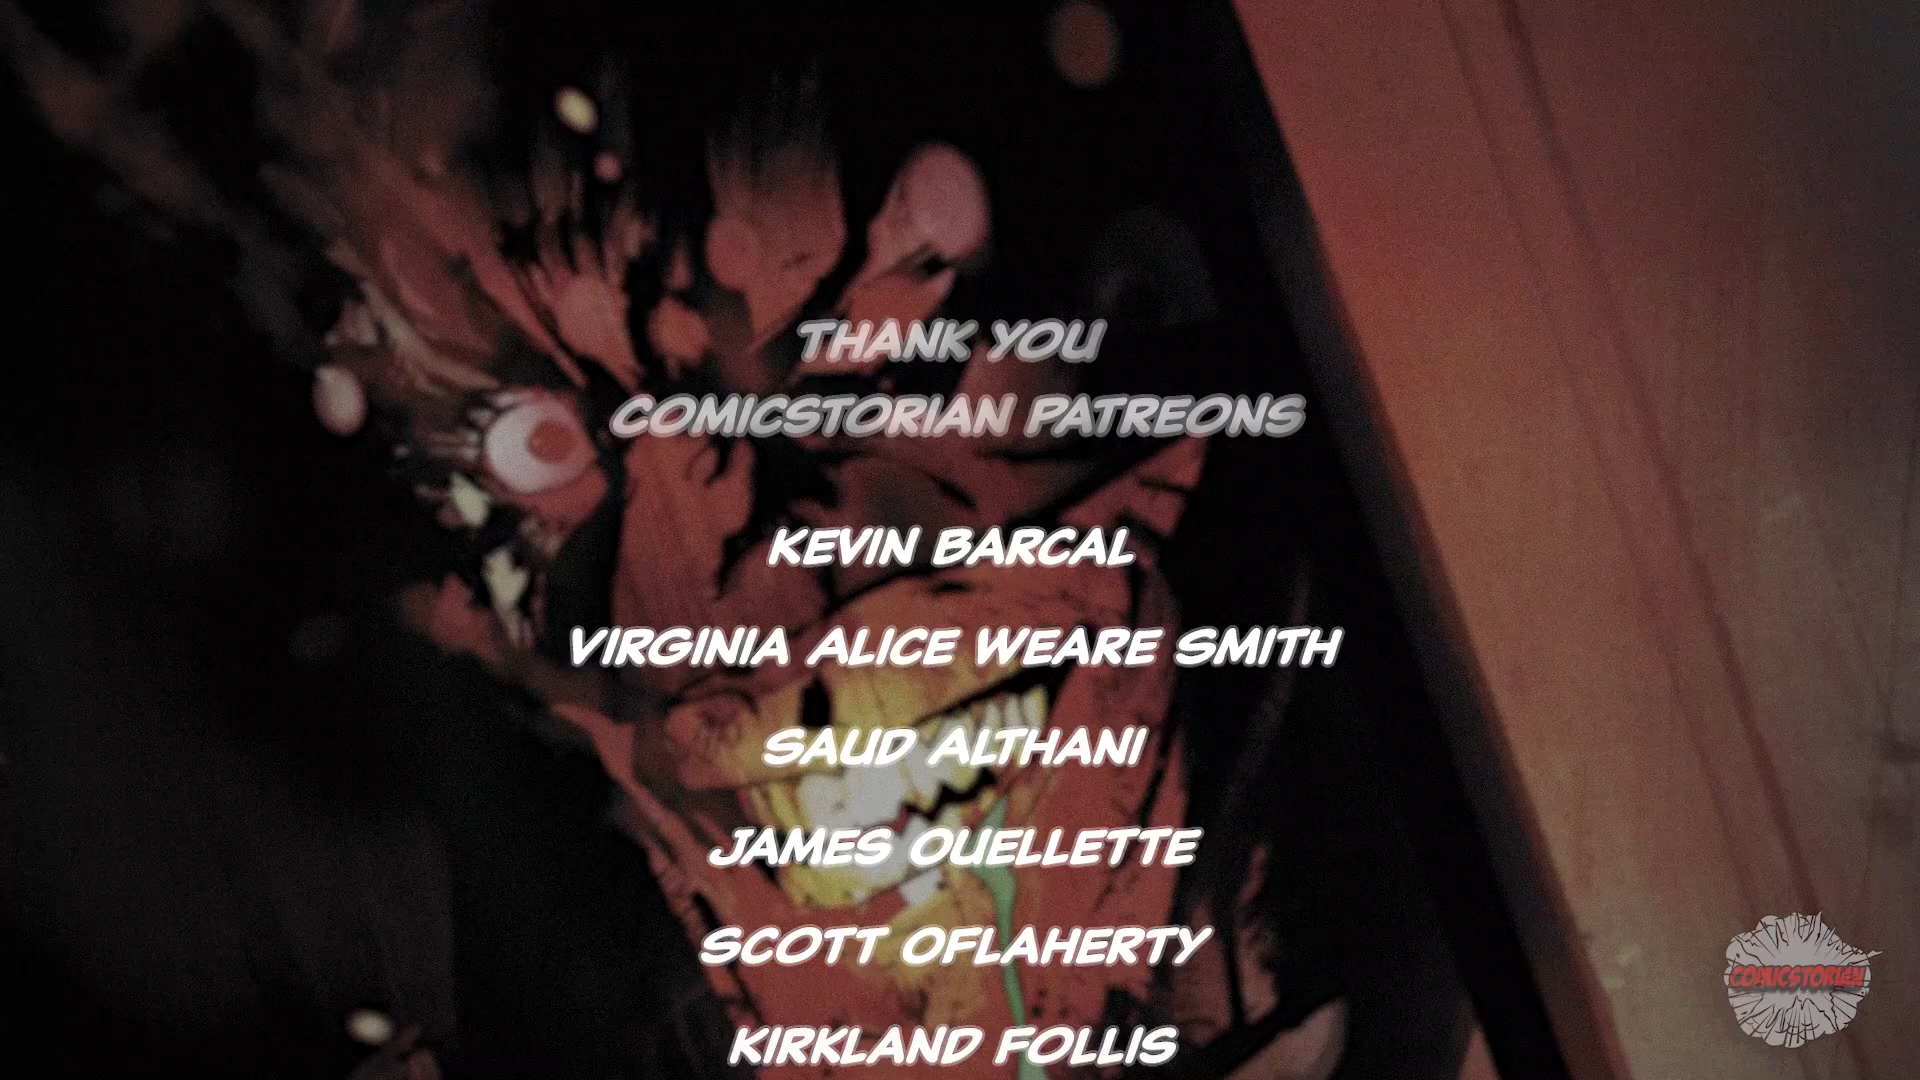 THANK YOU
COMICSTORIAN PATREONS
KEVIN BARCAL
VIRGINIA ALICE WEARE SMITH
SAUD ALTHANI
JAMES OUELLETTE
SCOTT OFLAHERTY
KIRKLAND FOLLIS
COMICSTORIAN